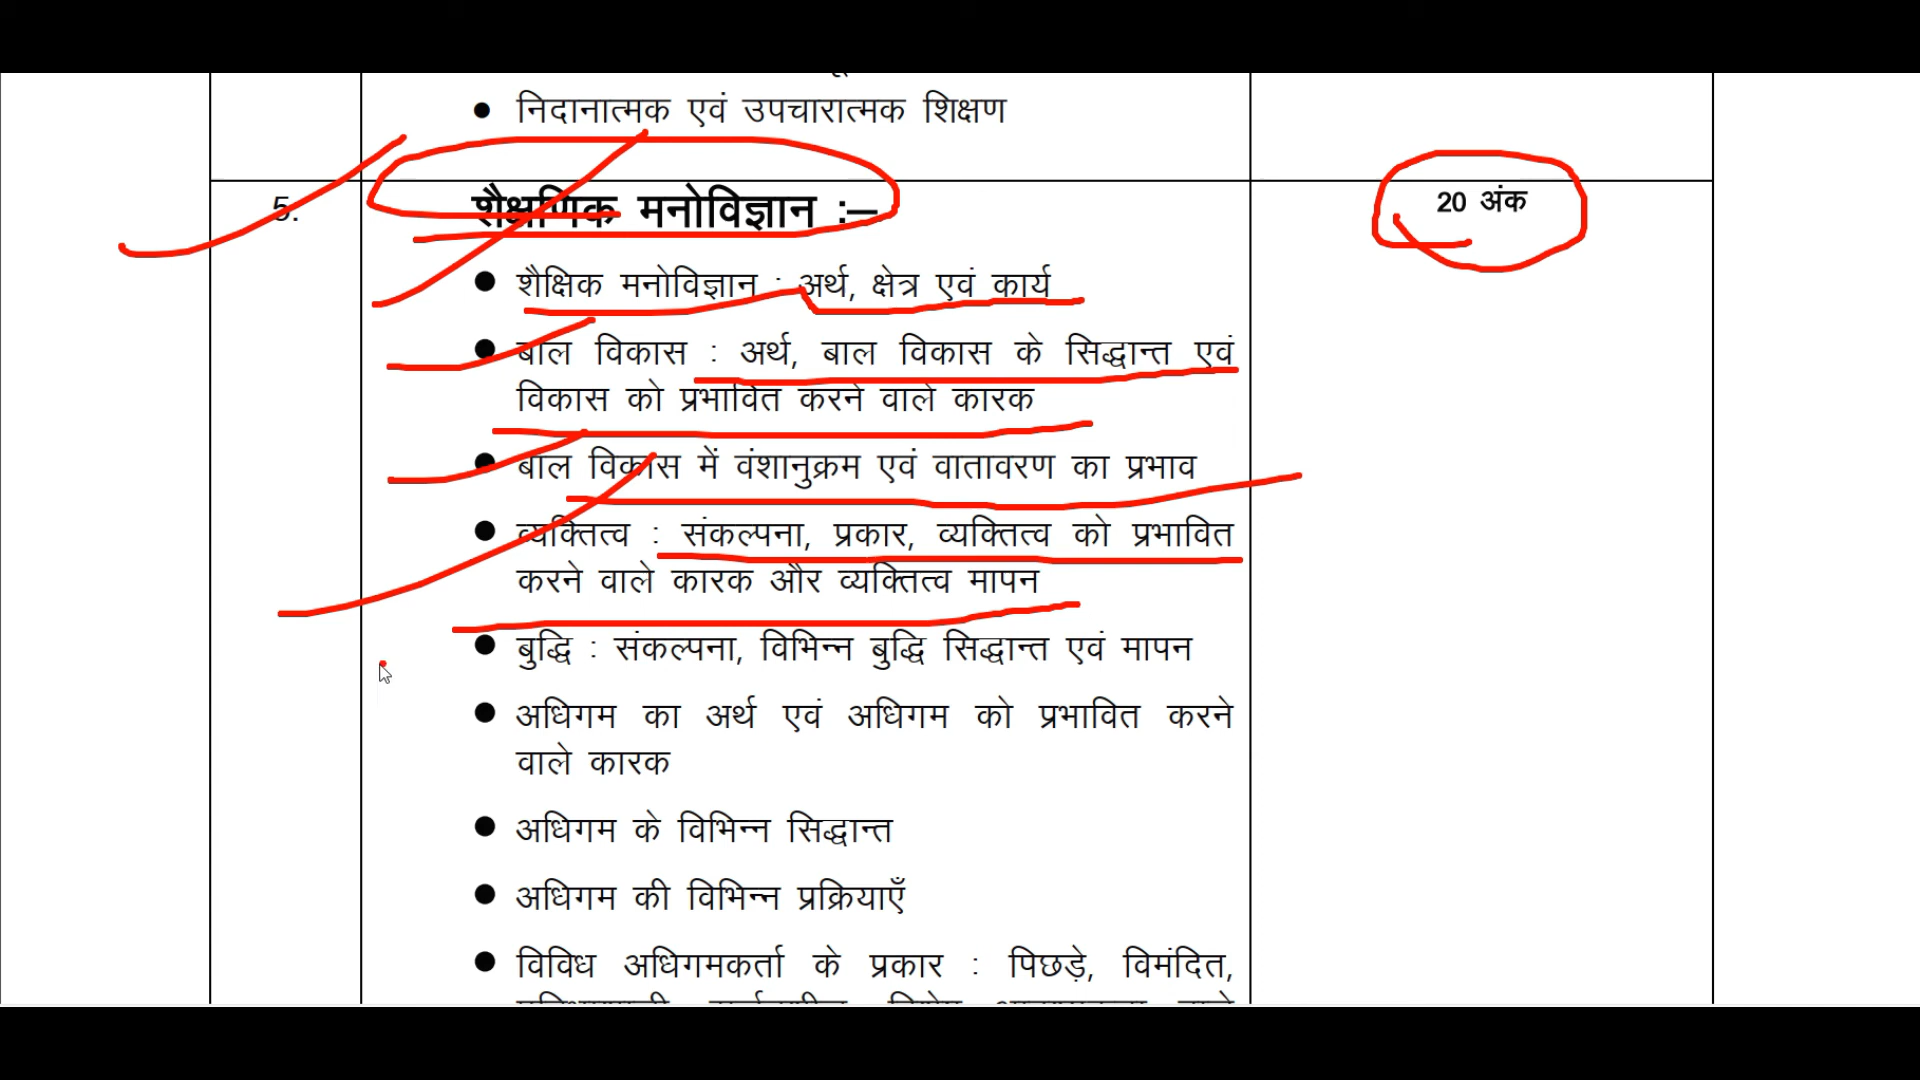 ● निदानात्मक एवं उपचारात्मक शिक्षण
5. शैक्षणिक मनोविज्ञान :— 20 अंक
● शैक्षिक मनोविज्ञान : अर्थ, क्षेत्र एवं कार्य
● बाल विकास : अर्थ, बाल विकास के सिद्धान्त एवं
विकास को प्रभावित करने वाले कारक
● बाल विकास में वंशानुक्रम एवं वातावरण का प्रभाव
● व्यक्तित्व : संकल्पना, प्रकार, व्यक्तित्व को प्रभावित
करने वाले कारक और व्यक्तित्व मापन
● बुद्धि : संकल्पना, विभिन्न बुद्धि सिद्धान्त एवं मापन
● अधिगम का अर्थ एवं अधिगम को प्रभावित करने
वाले कारक
● अधिगम के विभिन्न सिद्धान्त
● अधिगम की विभिन्न प्रक्रियाएँ
● विविध अधिगमकर्ता के प्रकार : पिछड़े, विमंदित,